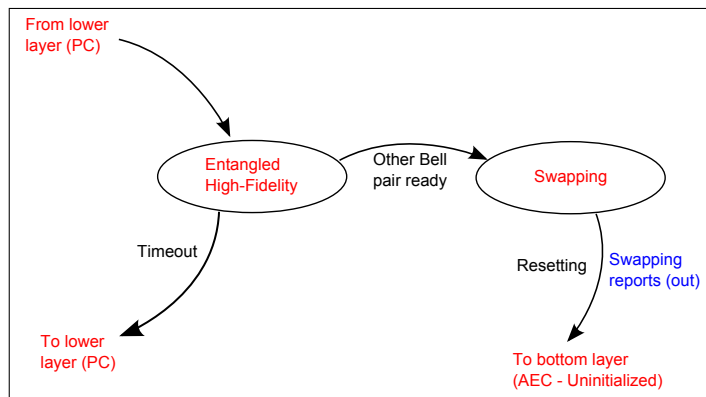 From lower
layer (PC)
Entangled
High-Fidelity
Other Bell
pair ready
Swapping
Timeout
Resetting
Swapping
reports (out)
To lower
layer (PC)
To bottom layer
(AEC - Uninitialized)